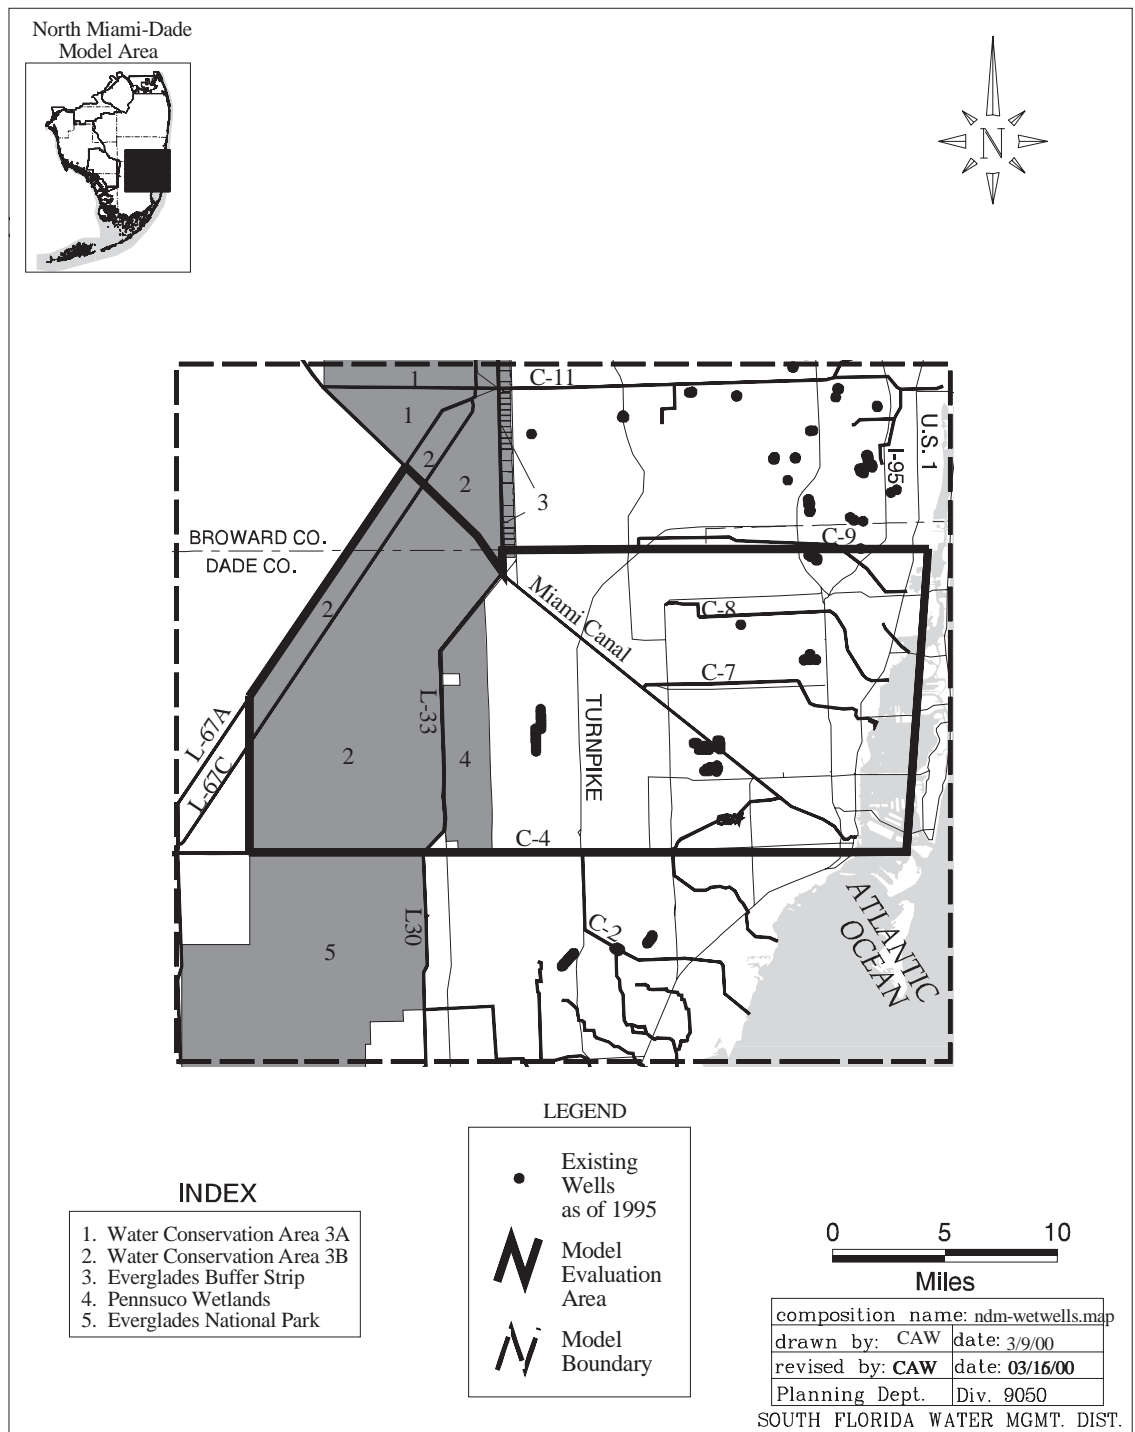 North Miami-Dade
Model Area
N
1
C-11
1
2
2
3
U.S. 1
I-95
BROWARD CO.
DADE CO.
C-9
2
Miami Canal
C-8
C-7
L-67A
L-67C
L-33
2
4
TURNPIKE
C-4
L30
5
C-2
ATLANTIC
OCEAN
LEGEND
Existing
Wells
as of 1995
Model
Evaluation
Area
Model
Boundary
INDEX
1. Water Conservation Area 3A
2. Water Conservation Area 3B
3. Everglades Buffer Strip
4. Pennsuco Wetlands
5. Everglades National Park
0 5 10
Miles
composition name: ndm-wetwells.map
drawn by: CAW date: 3/9/00
revised by: CAW date: 03/16/00
Planning Dept. Div. 9050
SOUTH FLORIDA WATER MGMT. DIST.